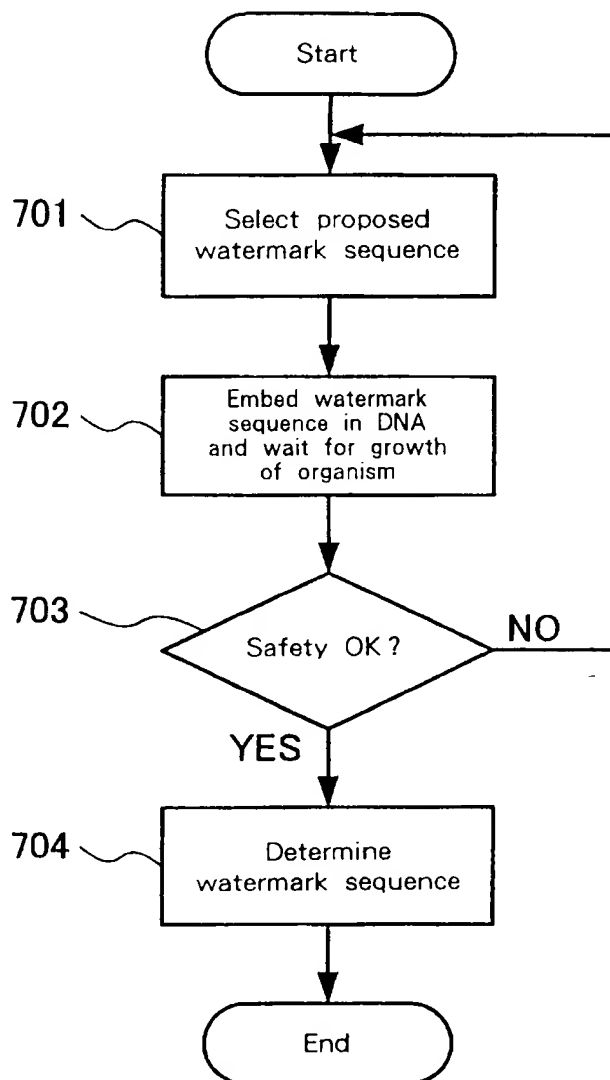 Start
701
Select proposed
watermark sequence
702
Embed watermark
sequence in DNA
and wait for growth
of organism
703
Safety OK?
NO
YES
704
Determine
watermark sequence
End